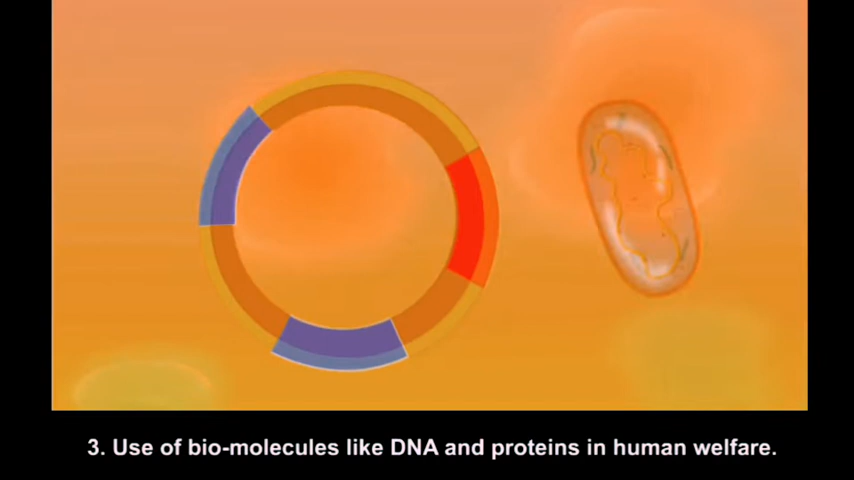 3. Use of bio-molecules like DNA and proteins in human welfare.